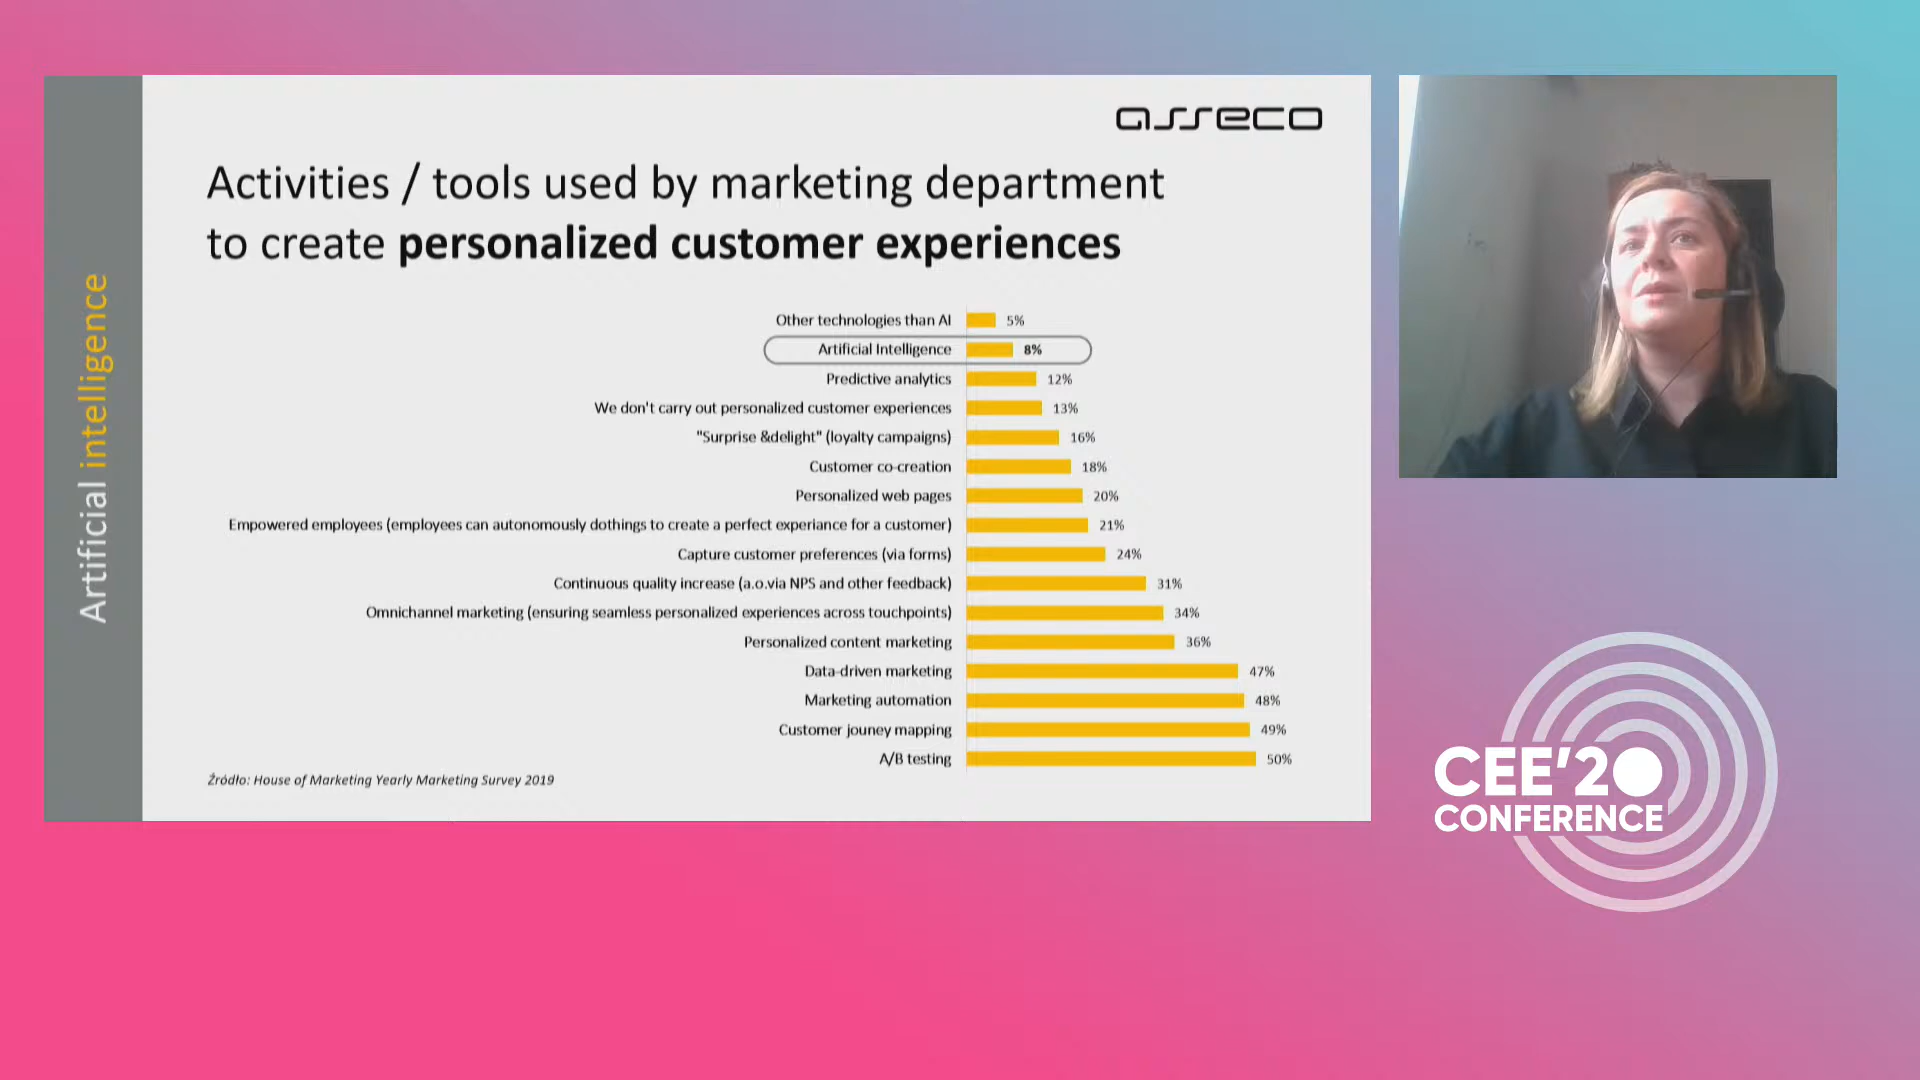 Artificial intelligence
asseco
Activities / tools used by marketing department
to create personalized customer experiences
Other technologies than AI 5%
Artificial Intelligence 8%
Predictive analytics 12%
We don't carry out personalized customer experiences 13%
"Surprise &delight" (loyalty campaigns) 16%
Customer co-creation 18%
Personalized web pages 20%
Empowered employees (employees can autonomously dothings to create a perfect experiance for a customer) 21%
Capture customer preferences (via forms) 24%
Continuous quality increase (a.o.via NPS and other feedback) 31%
Omnichannel marketing (ensuring seamless personalized experiences across touchpoints) 34%
Personalized content marketing 36%
Data-driven marketing 47%
Marketing automation 48%
Customer jouney mapping 49%
A/B testing 50%
Źródło: House of Marketing Yearly Marketing Survey 2019
CEE'20
CONFERENCE